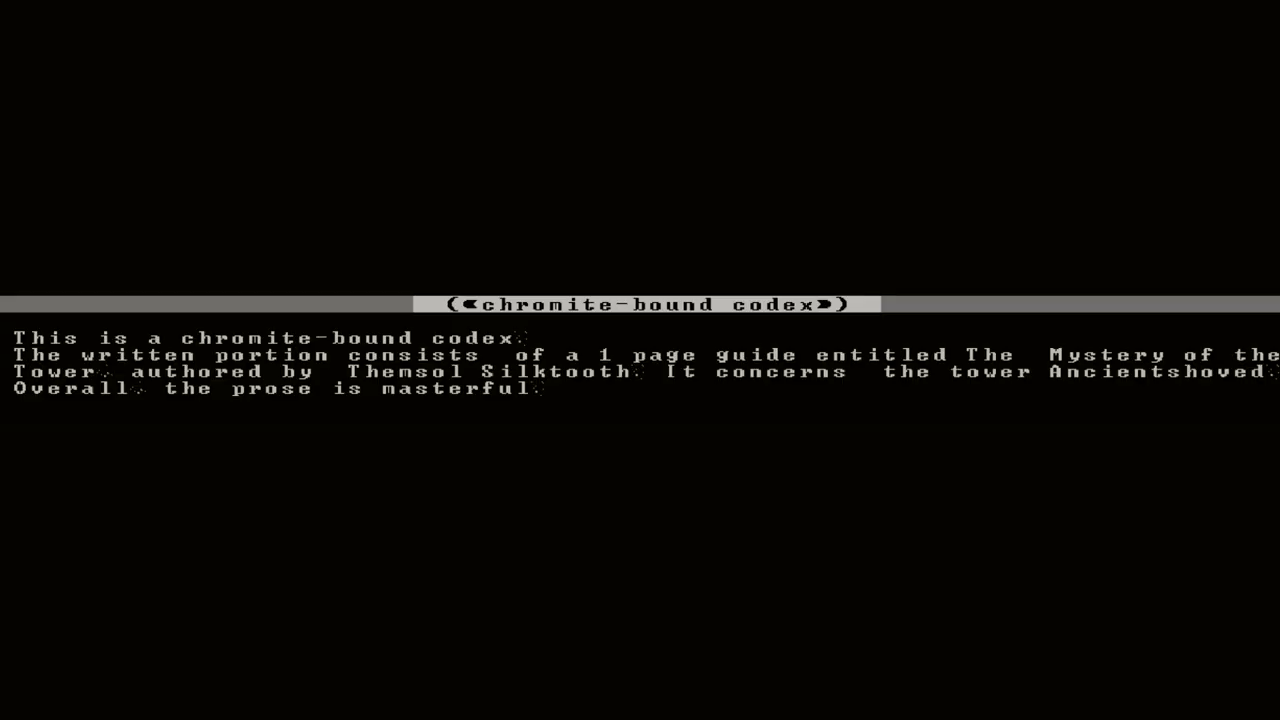 («chromite-bound codex»)
This is a chromite-bound codex.
The written portion consists of a 1 page guide entitled The Mystery of the
Tower, authored by Themsol Silktooth. It concerns the tower Ancientshoved.
Overall, the prose is masterful.